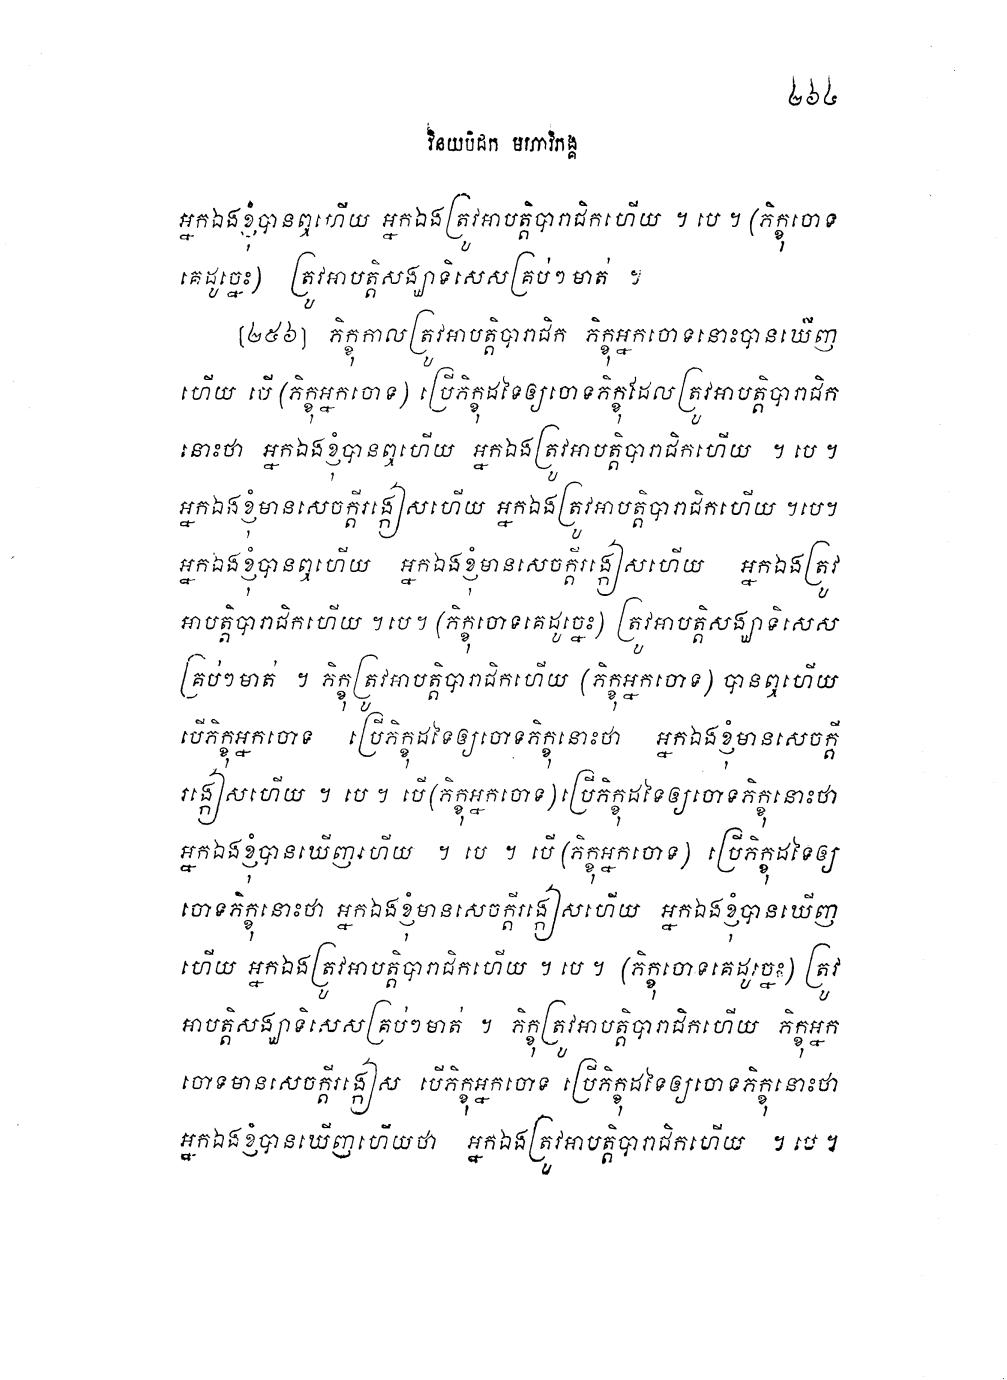 ២៦៤
វិនយបិដក មហាវិភង្គ
អ្នកឯងខ្ញុំបានឮហើយ អ្នកឯងត្រូវអាបត្តិបារាជិកហើយ ។ បេ ។ (ភិក្ខុចោទ
គេដូច្នេះ) ត្រូវអាបត្តិសង្ឃាទិសេសគ្រប់ៗមាត់ ។
[២៥៦] ភិក្ខុកាលត្រូវអាបត្តិបារាជិក ភិក្ខុអ្នកចោទនោះបានឃើញ
ហើយ បើ (ភិក្ខុអ្នកចោទ) ប្រើភិក្ខុដទៃឲ្យចោទភិក្ខុដែលត្រូវអាបត្តិបារាជិក
នោះថា អ្នកឯងខ្ញុំបានឮហើយ អ្នកឯងត្រូវអាបត្តិបារាជិកហើយ ។ បេ ។
អ្នកឯងខ្ញុំមានសេចក្តីរង្កៀសហើយ អ្នកឯងត្រូវអាបត្តិបារាជិកហើយ ។បេ។
អ្នកឯងខ្ញុំបានឮហើយ អ្នកឯងខ្ញុំមានសេចក្តីរង្កៀសហើយ អ្នកឯងត្រូវ
អាបត្តិបារាជិកហើយ ។បេ។ (ភិក្ខុចោទគេដូច្នេះ) ត្រូវអាបត្តិសង្ឃាទិសេស
គ្រប់ៗមាត់ ។ ភិក្ខុត្រូវអាបត្តិបារាជិកហើយ (ភិក្ខុអ្នកចោទ) បានឮហើយ
បើភិក្ខុអ្នកចោទ ប្រើភិក្ខុដទៃឲ្យចោទភិក្ខុនោះថា អ្នកឯងខ្ញុំមានសេចក្តី
រង្កៀសហើយ ។ បេ ។ បើ (ភិក្ខុអ្នកចោទ) ប្រើភិក្ខុដទៃឲ្យចោទភិក្ខុនោះថា
អ្នកឯងខ្ញុំបានឃើញហើយ ។ បេ ។ បើ (ភិក្ខុអ្នកចោទ) ប្រើភិក្ខុដទៃឲ្យ
ចោទភិក្ខុនោះថា អ្នកឯងខ្ញុំមានសេចក្តីរង្កៀសហើយ អ្នកឯងខ្ញុំបានឃើញ
ហើយ អ្នកឯងត្រូវអាបត្តិបារាជិកហើយ ។ បេ ។ (ភិក្ខុចោទគេដូច្នេះ) ត្រូវ
អាបត្តិសង្ឃាទិសេសគ្រប់ៗមាត់ ។ ភិក្ខុត្រូវអាបត្តិបារាជិកហើយ ភិក្ខុអ្នក
ចោទមានសេចក្តីរង្កៀស បើភិក្ខុអ្នកចោទ ប្រើភិក្ខុដទៃឲ្យចោទភិក្ខុនោះថា
អ្នកឯងខ្ញុំបានឃើញហើយថា អ្នកឯងត្រូវអាបត្តិបារាជិកហើយ ។ បេ ។